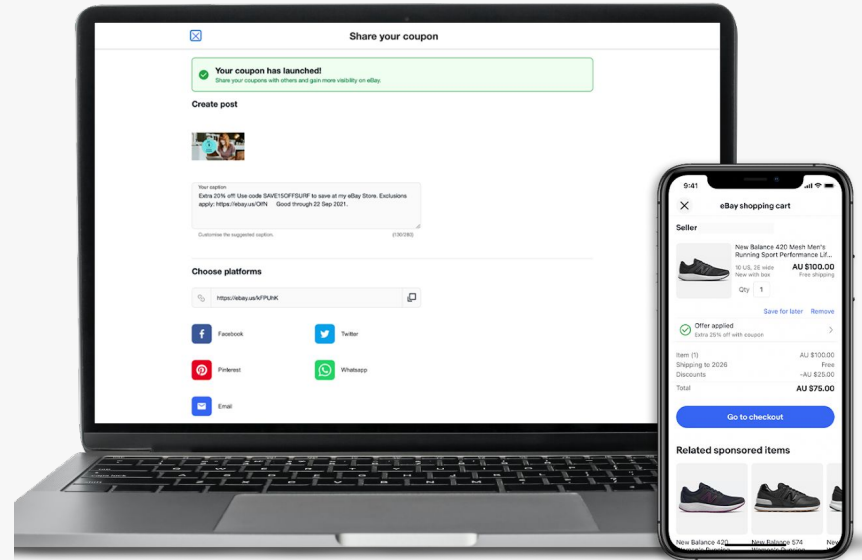 Share your coupon
Your coupon has launched!
Share your coupons with others and gain more visibility on eBay.
Create post
Your caption
Extra 20% off! Use code SAVE15OFFSURF to save at my eBay Store. Exclusions
apply: https://ebay.us/OIfN Good through 22 Sep 2021.
Customise the suggested caption.
(130/280)
Choose platforms
https://ebay.us/kFPUhK
Facebook
Twitter
Pinterest
Whatsapp
Email
9:41
eBay shopping cart
Seller
New Balance 420 Mesh Men's
Running Sport Performance Lif...
10 US, 2E wide
New with box
AU $100.00
Free shipping
Qty 1
Save for later Remove
Offer applied
Extra 25% off with coupon
Item (1) AU $100.00
Shipping to 2026 Free
Discounts -AU $25.00
Total AU $75.00
Go to checkout
Related sponsored items
New Balance 420
New Balance 574
New
Women's Running
Women's Running